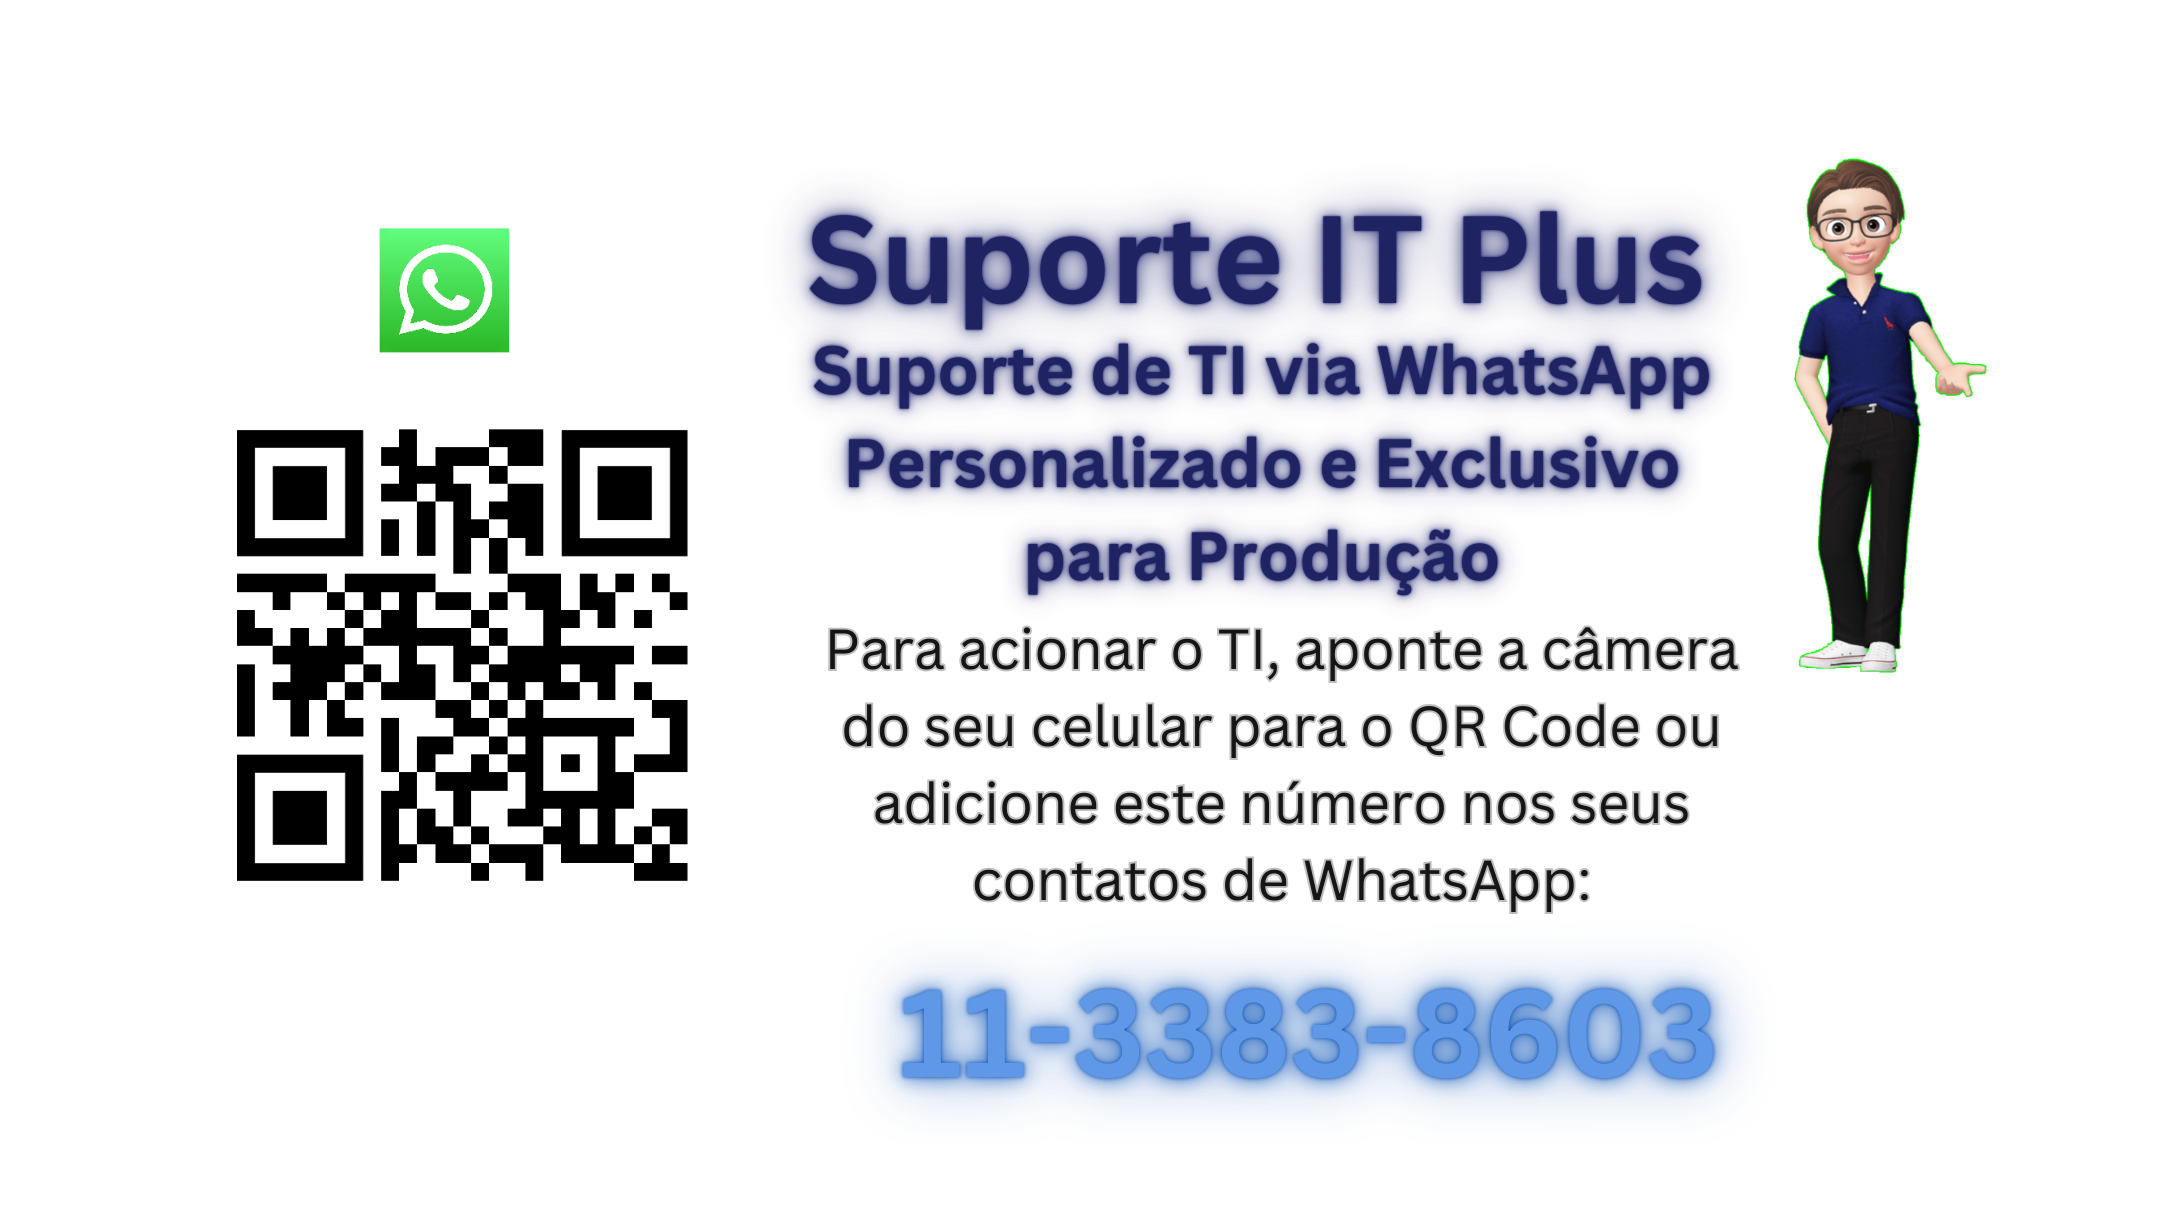 Suporte IT Plus
Suporte de TI via WhatsApp
Personalizado e Exclusivo
para Produção
Para acionar o TI, aponte a câmera
do seu celular para o QR Code ou
adicione este número nos seus
contatos de WhatsApp:
11-3383-8603